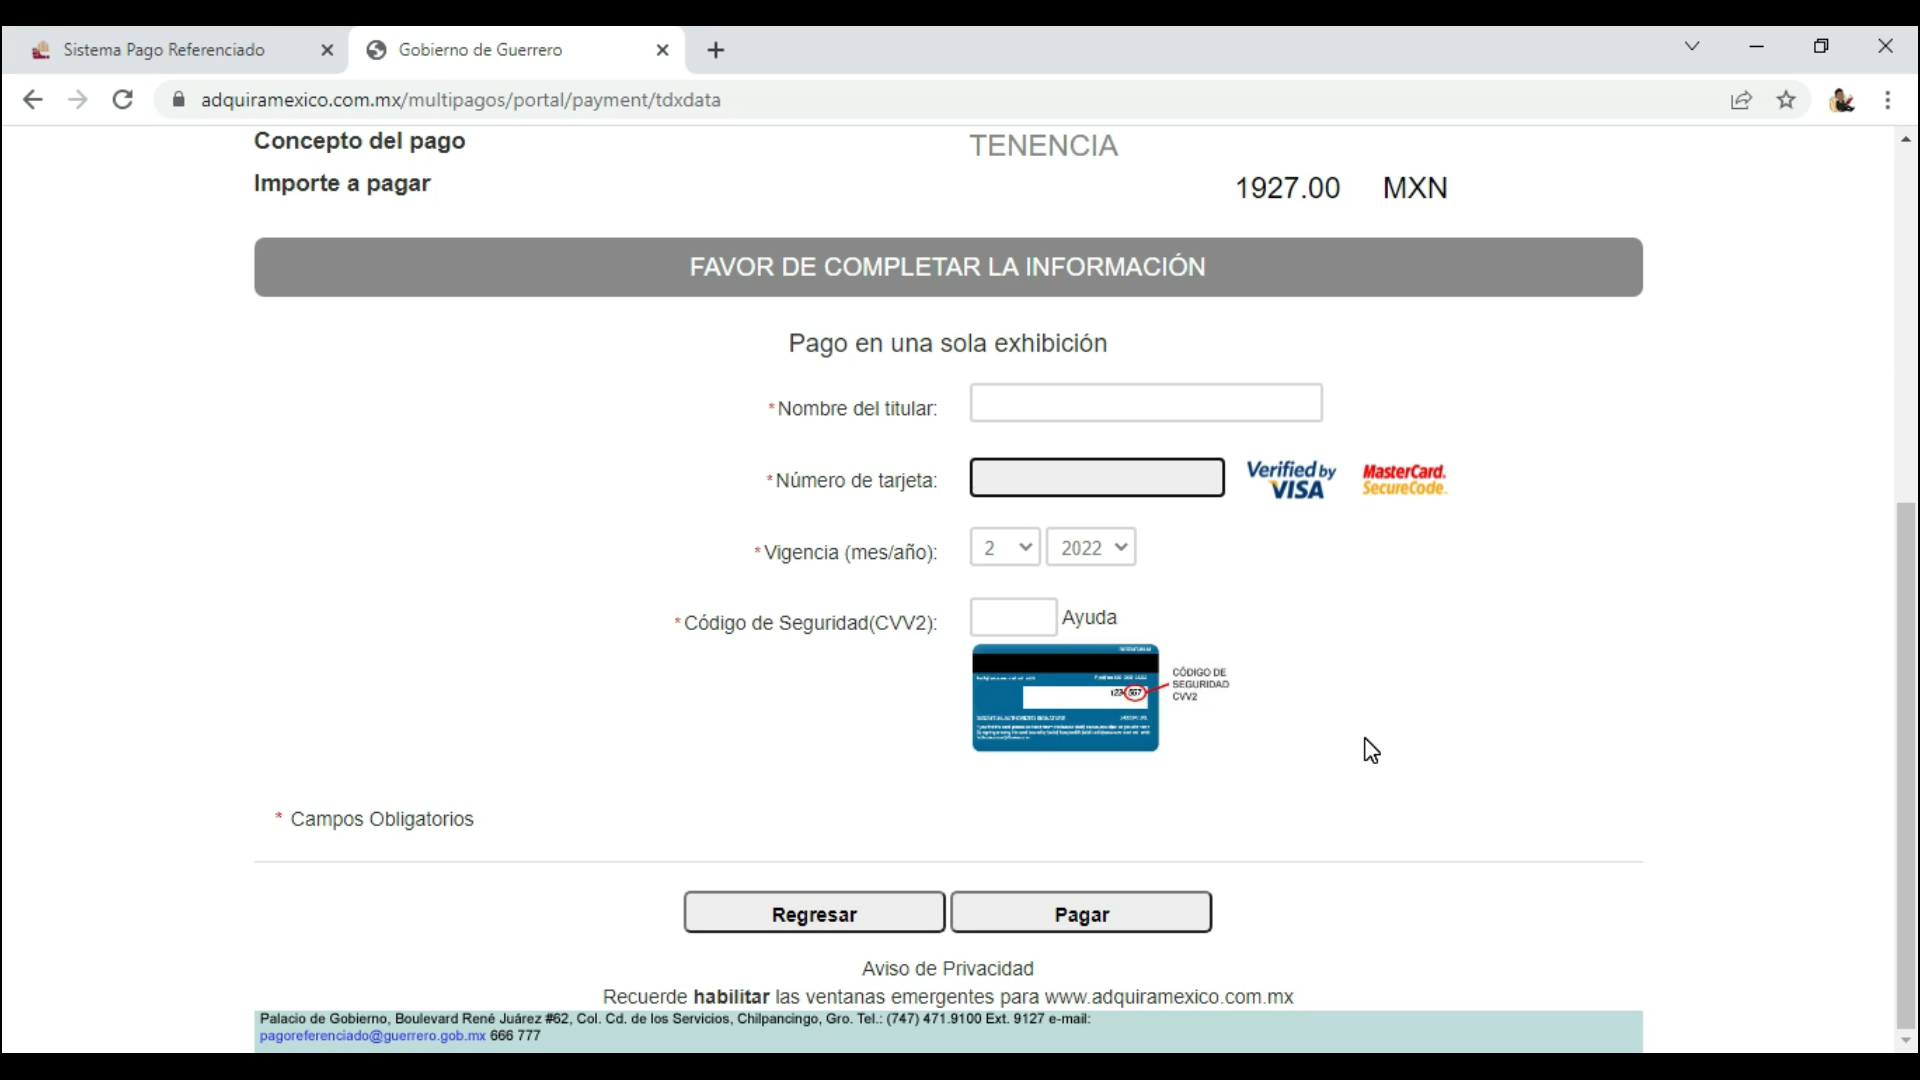 Sistema Pago Referenciado
Gobierno de Guerrero
adquiramexico.com.mx/multipagos/portal/payment/tdxdata
Concepto del pago TENENCIA
Importe a pagar 1927.00 MXN
FAVOR DE COMPLETAR LA INFORMACIÓN
Pago en una sola exhibición
*Nombre del titular:
*Número de tarjeta: Verified by VISA MasterCard. SecureCode.
*Vigencia (mes/año): 2 2022
*Código de Seguridad(CVV2): Ayuda
1234 567
CÓDIGO DE
SEGURIDAD
CVV2
* Campos Obligatorios
Regresar Pagar
Aviso de Privacidad
Recuerde habilitar las ventanas emergentes para www.adquiramexico.com.mx
Palacio de Gobierno, Boulevard René Juárez #62, Col. Cd. de los Servicios, Chilpancingo, Gro. Tel.: (747) 471.9100 Ext. 9127 e-mail:
pagoreferenciado@guerrero.gob.mx 666 777